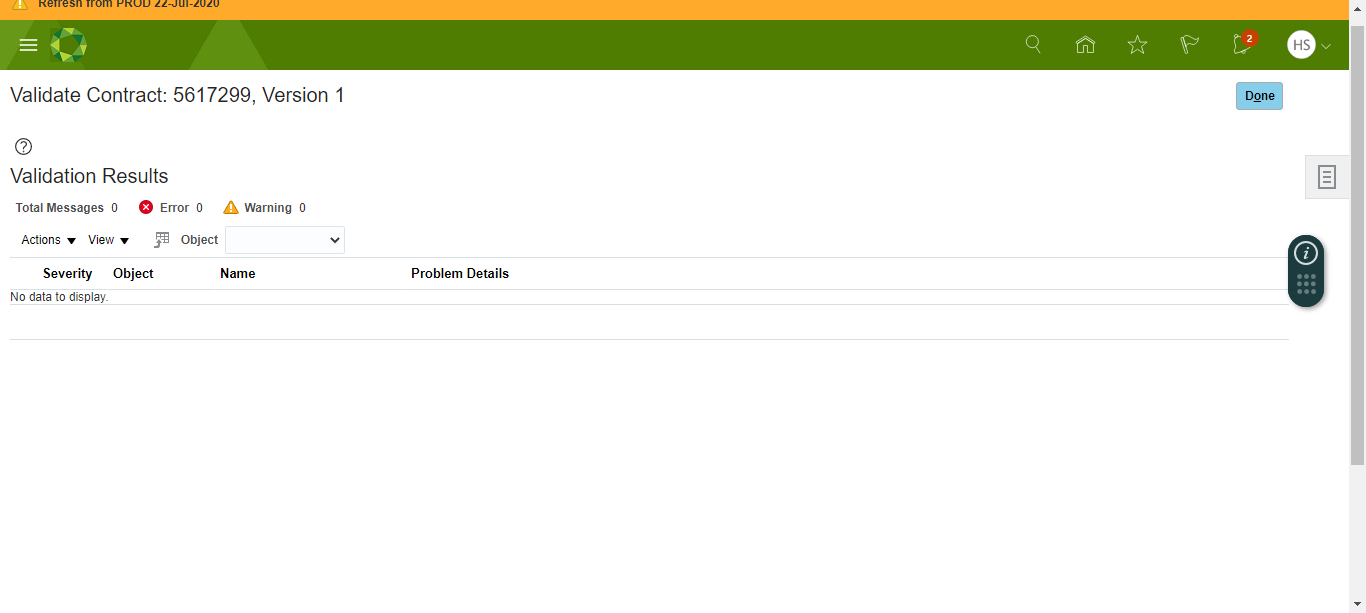 Refresh from PROD 22-Jul-2020
2
HS
Validate Contract: 5617299, Version 1
Done
Validation Results
Total Messages 0 Error 0 Warning 0
Actions View Object
Severity Object Name Problem Details
No data to display.